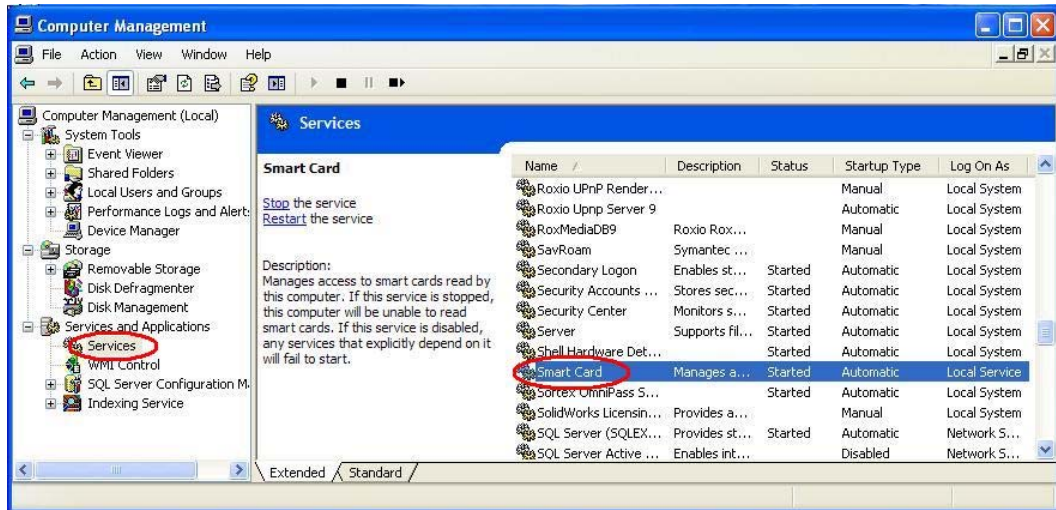 Computer Management
File Action View Window Help
Computer Management (Local)
System Tools
Event Viewer
Shared Folders
Local Users and Groups
Performance Logs and Alert:
Device Manager
Storage
Removable Storage
Disk Defragmenter
Disk Management
Services and Applications
Services
WMI Control
SQL Server Configuration M
Indexing Service
Services
Smart Card
Stop the service
Restart the service
Description:
Manages access to smart cards read by
this computer. If this service is stopped,
this computer will be unable to read
smart cards. If this service is disabled,
any services that explicitly depend on it
will fail to start.
Name Description Status Startup Type Log On As
Roxio UPnP Render... Manual Local System
Roxio Upnp Server 9 Automatic Local System
RoxMediaDB9 Roxio Rox... Manual Local System
SavRoam Symantec ... Manual Local System
Secondary Logon Enables st... Started Automatic Local System
Security Accounts ... Stores sec... Started Automatic Local System
Security Center Monitors s... Started Automatic Local System
Server Supports fil... Started Automatic Local System
Shell Hardware Det... Started Automatic Local System
Smart Card Manages a... Started Automatic Local Service
Softex OmniPass S... Started Automatic Local System
SolidWorks Licensin... Provides a... Manual Local System
SQL Server (SQLEX... Provides st... Started Automatic Network S...
SQL Server Active ... Enables int... Disabled Network S...
Extended Standard